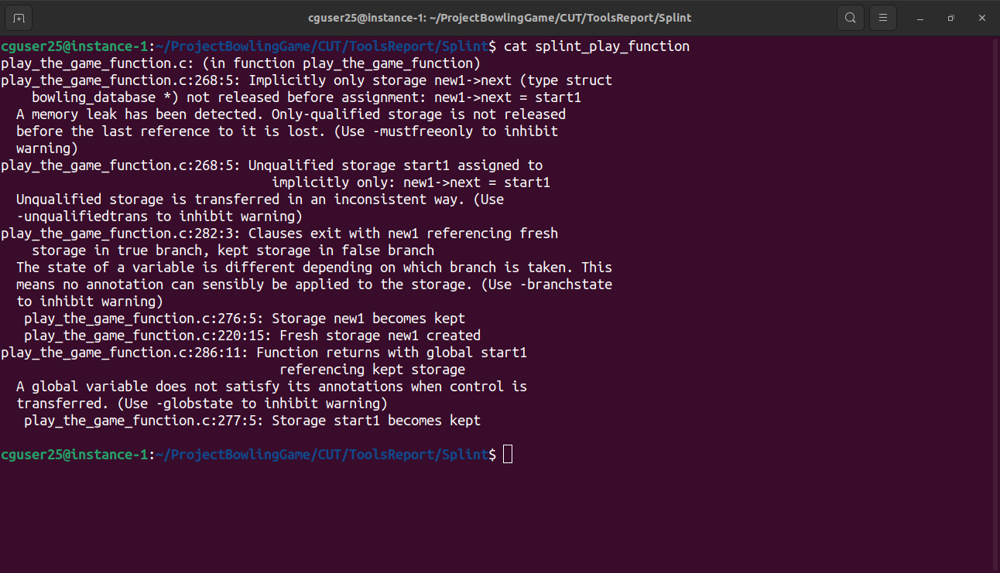 cguser25@instance-1: ~/ProjectBowlingGame/CUT/ToolsReport/Splint
cguser25@instance-1:~/ProjectBowlingGame/CUT/ToolsReport/Splint$ cat splint_play_function
play_the_game_function.c: (in function play_the_game_function)
play_the_game_function.c:268:5: Implicitly only storage new1->next (type struct
    bowling_database *) not released before assignment: new1->next = start1
  A memory leak has been detected. Only-qualified storage is not released
  before the last reference to it is lost. (Use -mustfreeonly to inhibit
  warning)
play_the_game_function.c:268:5: Unqualified storage start1 assigned to
                                   implicitly only: new1->next = start1
  Unqualified storage is transferred in an inconsistent way. (Use
  -unqualifiedtrans to inhibit warning)
play_the_game_function.c:282:3: Clauses exit with new1 referencing fresh
    storage in true branch, kept storage in false branch
  The state of a variable is different depending on which branch is taken. This
  means no annotation can sensibly be applied to the storage. (Use -branchstate
  to inhibit warning)
   play_the_game_function.c:276:5: Storage new1 becomes kept
   play_the_game_function.c:220:15: Fresh storage new1 created
play_the_game_function.c:286:11: Function returns with global start1
                                    referencing kept storage
  A global variable does not satisfy its annotations when control is
  transferred. (Use -globstate to inhibit warning)
   play_the_game_function.c:277:5: Storage start1 becomes kept
cguser25@instance-1:~/ProjectBowlingGame/CUT/ToolsReport/Splint$